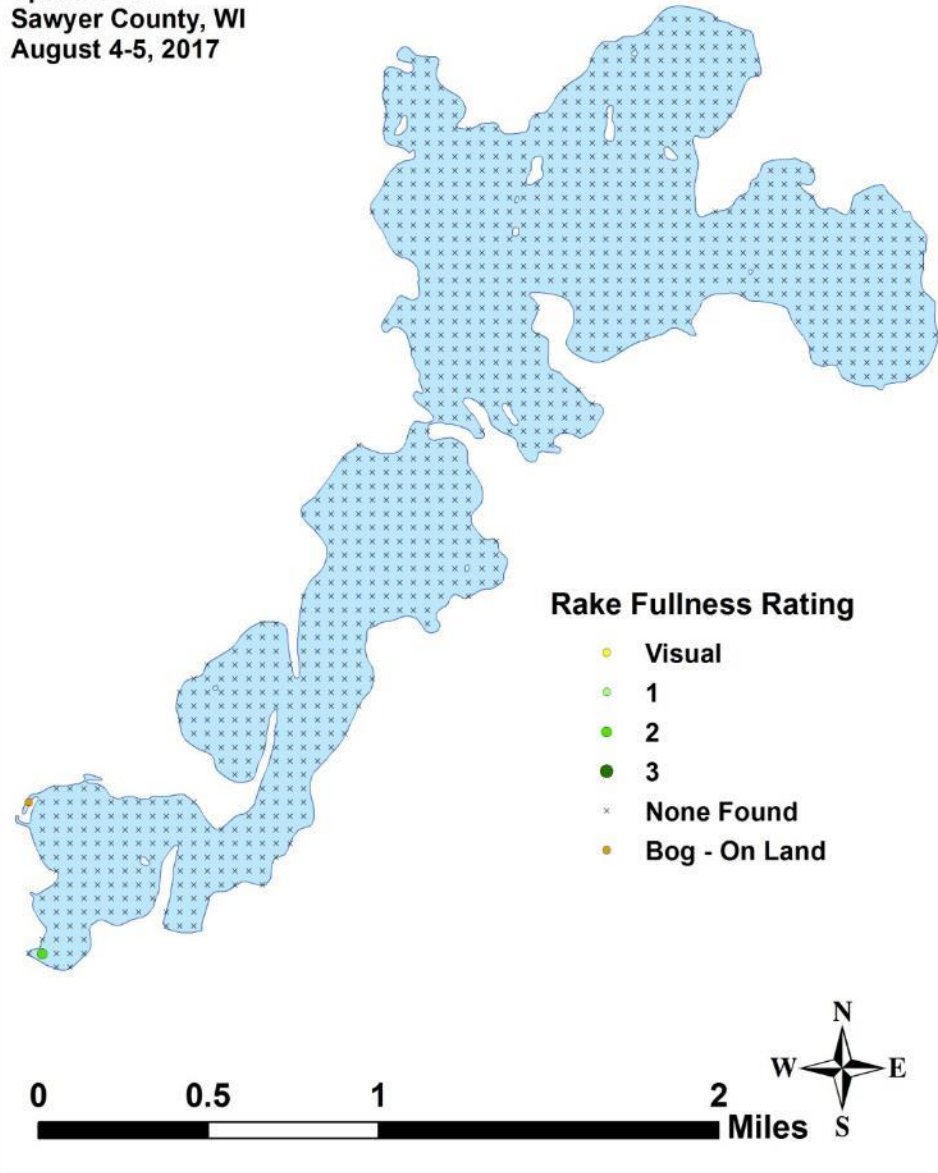 Sawyer County, WI
August 4-5, 2017
Rake Fullness Rating
Visual
1
2
3
None Found
Bog - On Land
N
W E
S
0 0.5 1 2
Miles